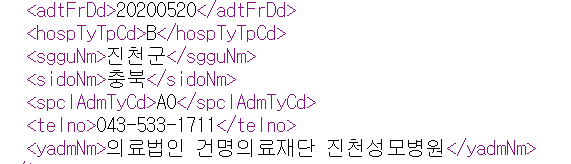 <adtFrDd>20200520</adtFrDd>
<hospTyTpCd>B</hospTyTpCd>
<sgguNm>진천군</sgguNm>
<sidoNm>충북</sidoNm>
<spclAdmTyCd>A0</spclAdmTyCd>
<telno>043-533-1711</telno>
<yadmNm>의료법인 건명의료재단 진천성모병원</yadmNm>